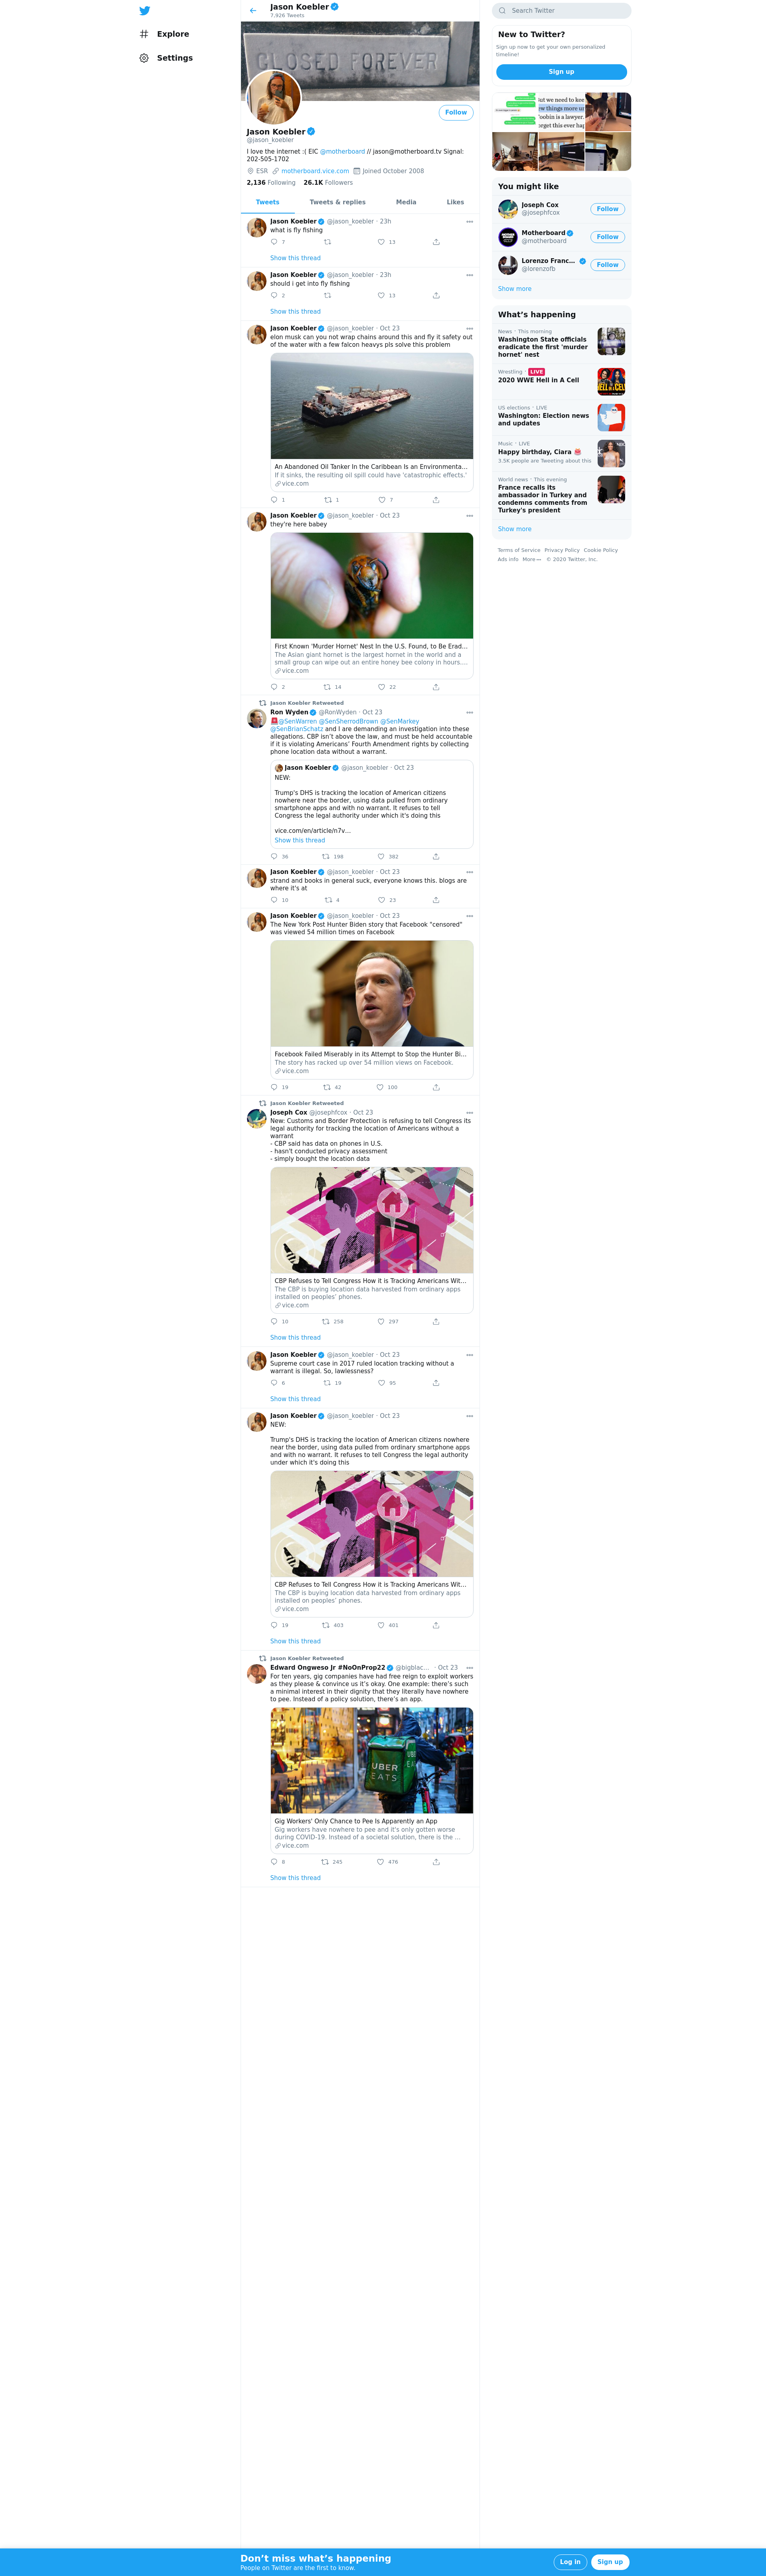 Explore
Settings
Jason Koebler
7,926 Tweets
CLOSED FOREVER
Follow
Jason Koebler
@jason_koebler
I love the internet :( EIC @motherboard // jason@motherboard.tv Signal:
202-505-1702
ESR motherboard.vice.com Joined October 2008
2,136 Following 26.1K Followers
Tweets Tweets & replies Media Likes
Jason Koebler @jason_koebler · 23h
what is fly fishing
7 13
Show this thread
Jason Koebler @jason_koebler · 23h
should i get into fly fishing
2 13
Show this thread
Jason Koebler @jason_koebler · Oct 23
elon musk can you not wrap chains around this and fly it safety out
of the water with a few falcon heavys pls solve this problem
An Abandoned Oil Tanker In the Caribbean Is an Environmenta...
If it sinks, the resulting oil spill could have 'catastrophic effects.'
vice.com
1 1 7
Jason Koebler @jason_koebler · Oct 23
they're here babey
First Known 'Murder Hornet' Nest In the U.S. Found, to Be Erad...
The Asian giant hornet is the largest hornet in the world and a
small group can wipe out an entire honey bee colony in hours....
vice.com
2 14 22
Jason Koebler Retweeted
Ron Wyden @RonWyden · Oct 23
🚨@SenWarren @SenSherrodBrown @SenMarkey
@SenBrianSchatz and I are demanding an investigation into these
allegations. CBP isn't above the law, and must be held accountable
if it is violating Americans' Fourth Amendment rights by collecting
phone location data without a warrant.
Jason Koebler @jason_koebler · Oct 23
NEW:
Trump's DHS is tracking the location of American citizens
nowhere near the border, using data pulled from ordinary
smartphone apps and with no warrant. It refuses to tell
Congress the legal authority under which it's doing this
vice.com/en/article/n7v...
Show this thread
36 198 382
Jason Koebler @jason_koebler · Oct 23
strand and books in general suck, everyone knows this. blogs are
where it's at
10 4 23
Jason Koebler @jason_koebler · Oct 23
The New York Post Hunter Biden story that Facebook "censored"
was viewed 54 million times on Facebook
Facebook Failed Miserably in its Attempt to Stop the Hunter Bi...
The story has racked up over 54 million views on Facebook.
vice.com
19 42 100
Jason Koebler Retweeted
Joseph Cox @josephfcox · Oct 23
New: Customs and Border Protection is refusing to tell Congress its
legal authority for tracking the location of Americans without a
warrant
- CBP said has data on phones in U.S.
- hasn't conducted privacy assessment
- simply bought the location data
CBP Refuses to Tell Congress How it is Tracking Americans Wit...
The CBP is buying location data harvested from ordinary apps
installed on peoples' phones.
vice.com
10 258 297
Show this thread
Jason Koebler @jason_koebler · Oct 23
Supreme court case in 2017 ruled location tracking without a
warrant is illegal. So, lawlessness?
6 19 95
Show this thread
Jason Koebler @jason_koebler · Oct 23
NEW:
Trump's DHS is tracking the location of American citizens nowhere
near the border, using data pulled from ordinary smartphone apps
and with no warrant. It refuses to tell Congress the legal authority
under which it's doing this
CBP Refuses to Tell Congress How it is Tracking Americans Wit...
The CBP is buying location data harvested from ordinary apps
installed on peoples' phones.
vice.com
19 403 401
Show this thread
Jason Koebler Retweeted
Edward Ongweso Jr #NoOnProp22 @bigblac... · Oct 23
For ten years, gig companies have had free reign to exploit workers
as they please & convince us it's okay. One example: there's such
a minimal interest in their dignity that they literally have nowhere
to pee. Instead of a policy solution, there's an app.
UBER
EATS
Gig Workers' Only Chance to Pee Is Apparently an App
Gig workers have nowhere to pee and it's only gotten worse
during COVID-19. Instead of a societal solution, there is the ...
vice.com
8 245 476
Show this thread
Search Twitter
New to Twitter?
Sign up now to get your own personalized
timeline!
Sign up
You might like
Joseph Cox
@josephfcox
Follow
Motherboard
@motherboard
Follow
Lorenzo Franc...
@lorenzofb
Follow
Show more
What's happening
News · This morning
Washington State officials
eradicate the first 'murder
hornet' nest
Wrestling · LIVE
2020 WWE Hell in A Cell
US elections · LIVE
Washington: Election news
and updates
Music · LIVE
Happy birthday, Ciara
3.5K people are Tweeting about this
World news · This evening
France recalls its
ambassador in Turkey and
condemns comments from
Turkey's president
Show more
Terms of Service Privacy Policy Cookie Policy
Ads info More © 2020 Twitter, Inc.
Don't miss what's happening
People on Twitter are the first to know.
Log in Sign up